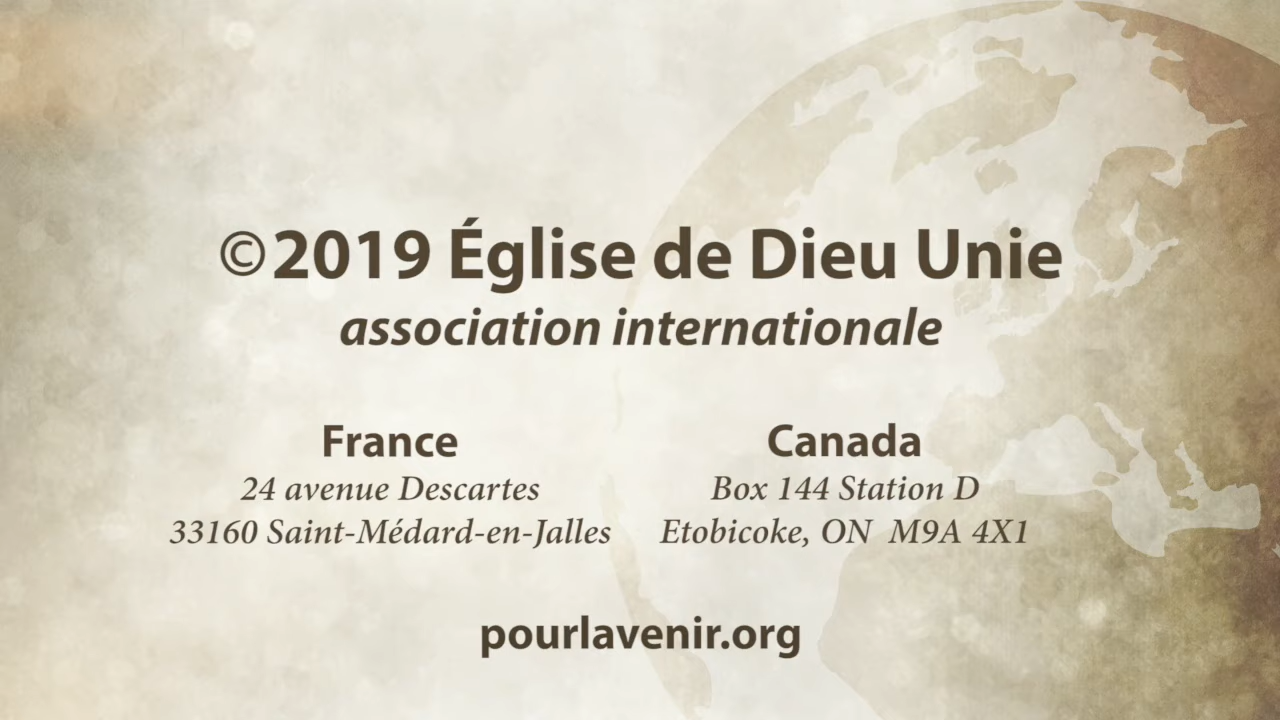 ©2019 Église de Dieu Unie
association internationale
France
24 avenue Descartes
33160 Saint-Médard-en-Jalles
Canada
Box 144 Station D
Etobicoke, ON  M9A 4X1
pourlavenir.org